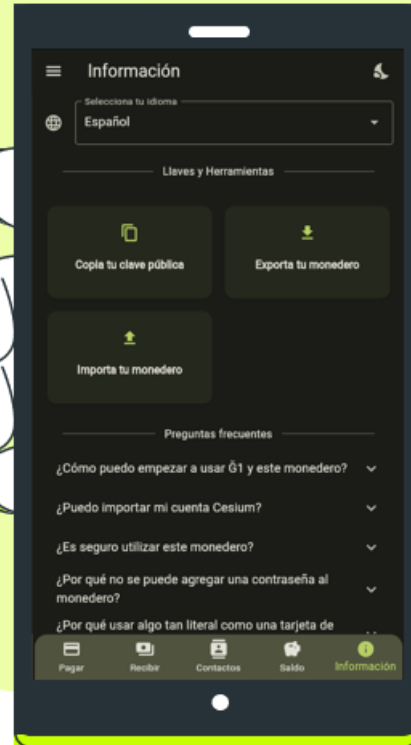 Información
Selecciona tu idioma
Español
Llaves y Herramientas
Copia tu clave pública
Exporta tu monedero
Importa tu monedero
Preguntas frecuentes
¿Cómo puedo empezar a usar Ğ1 y este monedero?
¿Puedo importar mi cuenta Cesium?
¿Es seguro utilizar este monedero?
¿Por qué no se puede agregar una contraseña al
monedero?
¿Por qué usar algo tan literal como una tarjeta de
Pagar
Recibir
Contactos
Saldo
Información